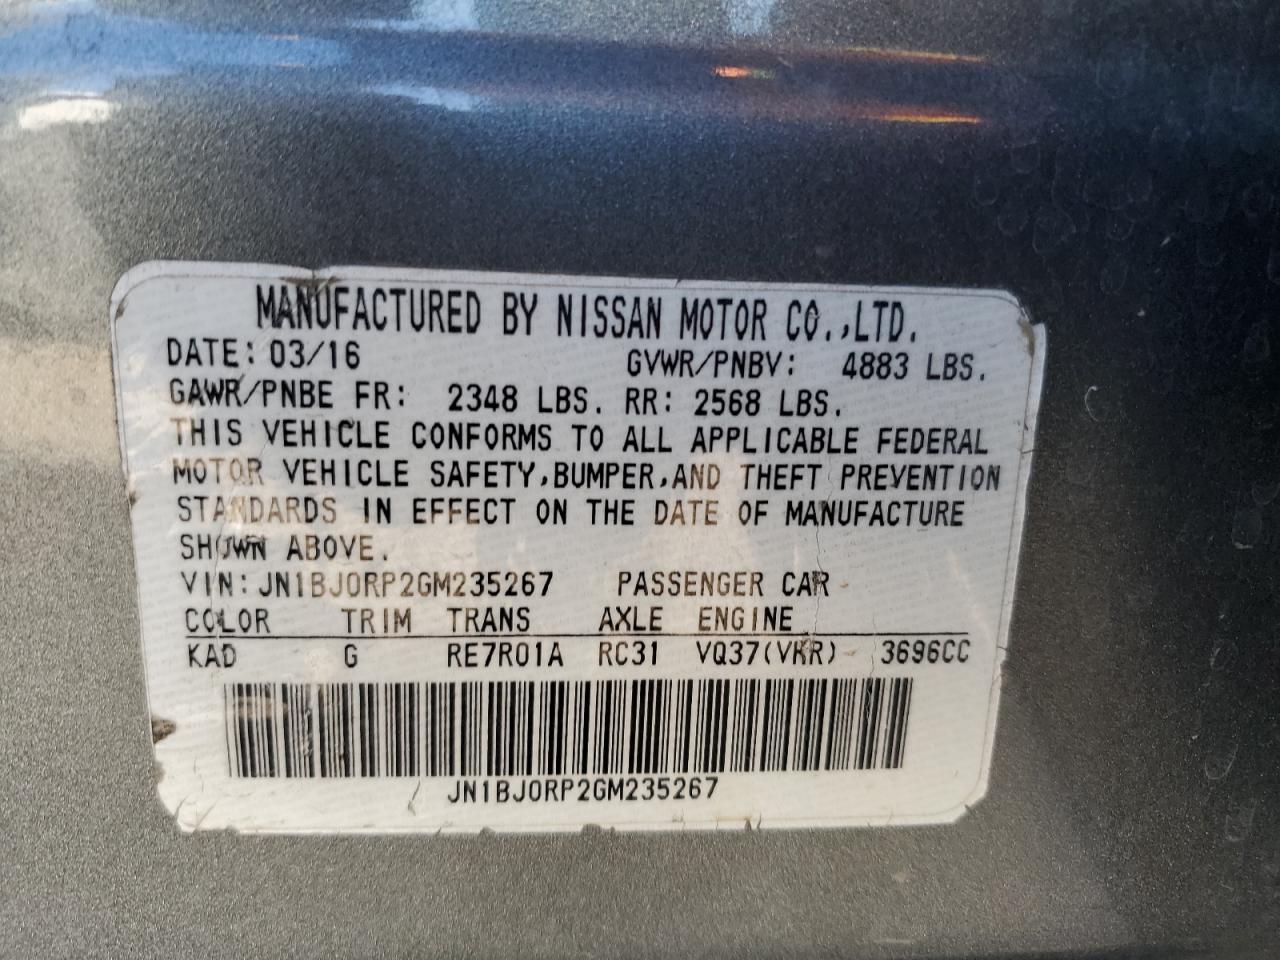 MANUFACTURED BY NISSAN MOTOR CO.,LTD.
DATE: 03/16 GVWR/PNBV: 4883 LBS.
GAWR/PNBE FR: 2348 LBS. RR: 2568 LBS.
THIS VEHICLE CONFORMS TO ALL APPLICABLE FEDERAL
MOTOR VEHICLE SAFETY,BUMPER,AND THEFT PREVENTION
STANDARDS IN EFFECT ON THE DATE OF MANUFACTURE
SHOWN ABOVE.
VIN:JN1BJ0RP2GM235267 PASSENGER CAR
COLOR TRIM TRANS AXLE ENGINE
KAD G RE7R01A RC31 VQ37(VKR) 3696CC
JN1BJ0RP2GM235267